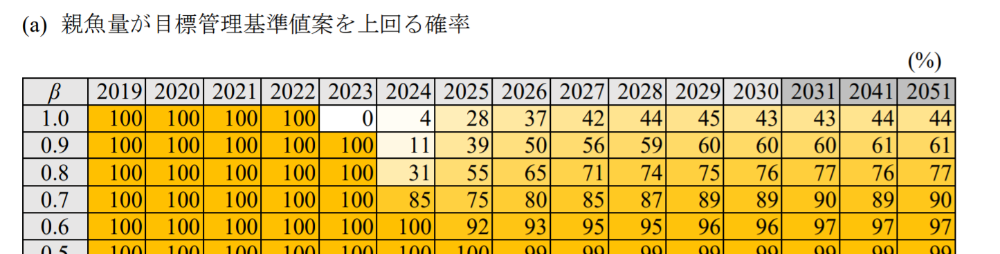 (a) 親魚量が目標管理基準値案を上回る確率
(%)
β 2019 2020 2021 2022 2023 2024 2025 2026 2027 2028 2029 2030 2031 2041 2051
1.0 100 100 100 100 0 4 28 37 42 44 45 43 43 44 44
0.9 100 100 100 100 100 11 39 50 56 59 60 60 60 61 61
0.8 100 100 100 100 100 31 55 65 71 74 75 76 77 76 77
0.7 100 100 100 100 100 85 75 80 85 87 89 89 90 89 90
0.6 100 100 100 100 100 100 92 93 95 95 96 96 97 97 97
0.5 100 100 100 100 100 100 100 99 99 99 99 99 99 99 99